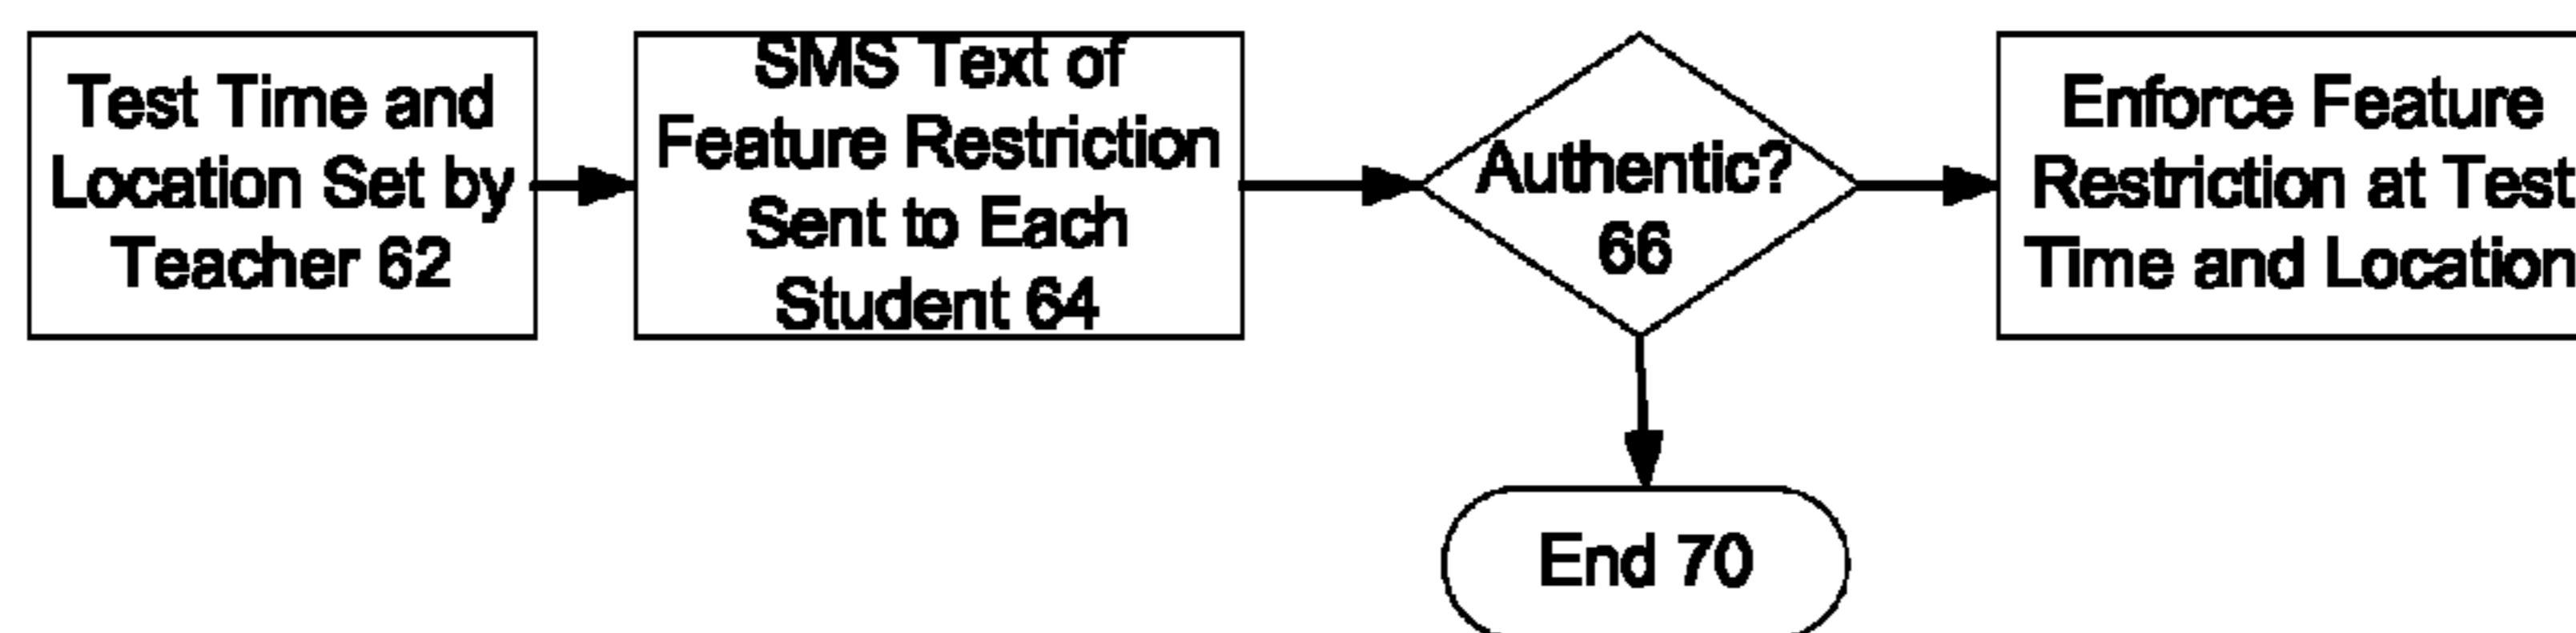 Test Time and
Location Set by
Teacher 62
SMS Text of
Feature Restriction
Sent to Each
Student 64
Authentic?
66
Enforce Feature
Restriction at Test
Time and Location
End 70